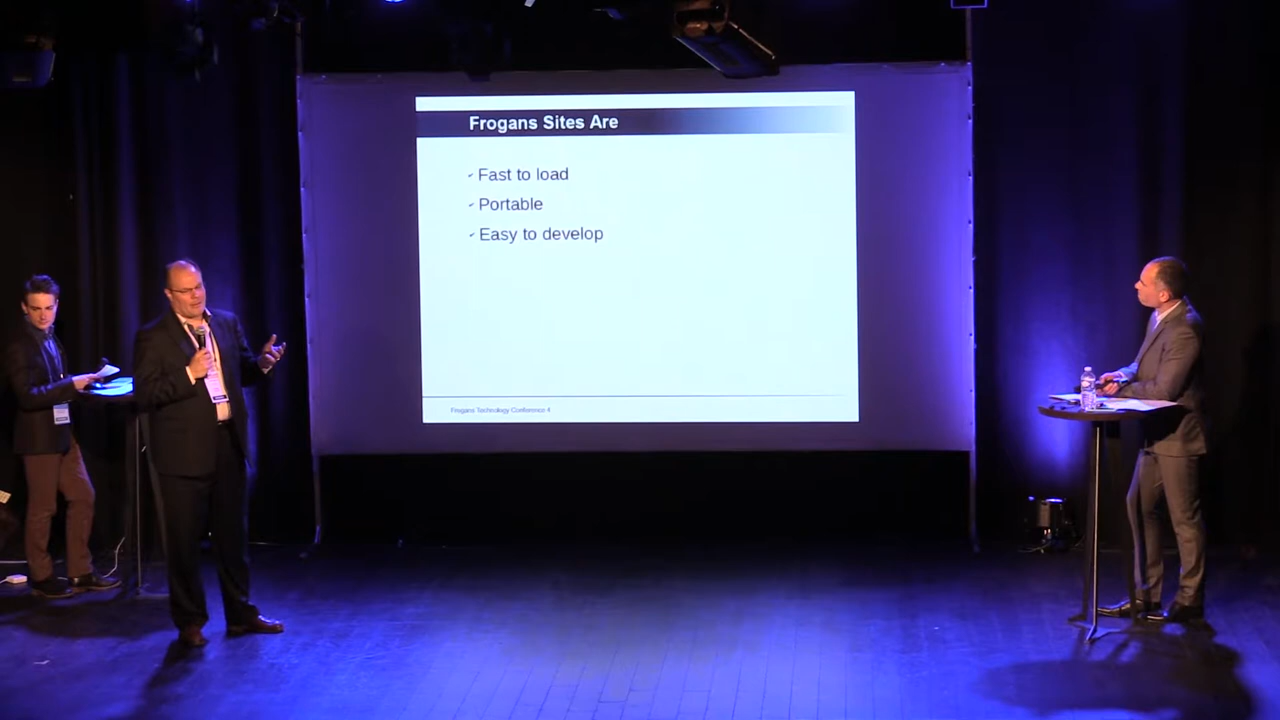 Frogans Sites Are
Fast to load
Portable
Easy to develop
Frogans Technology Conference 4